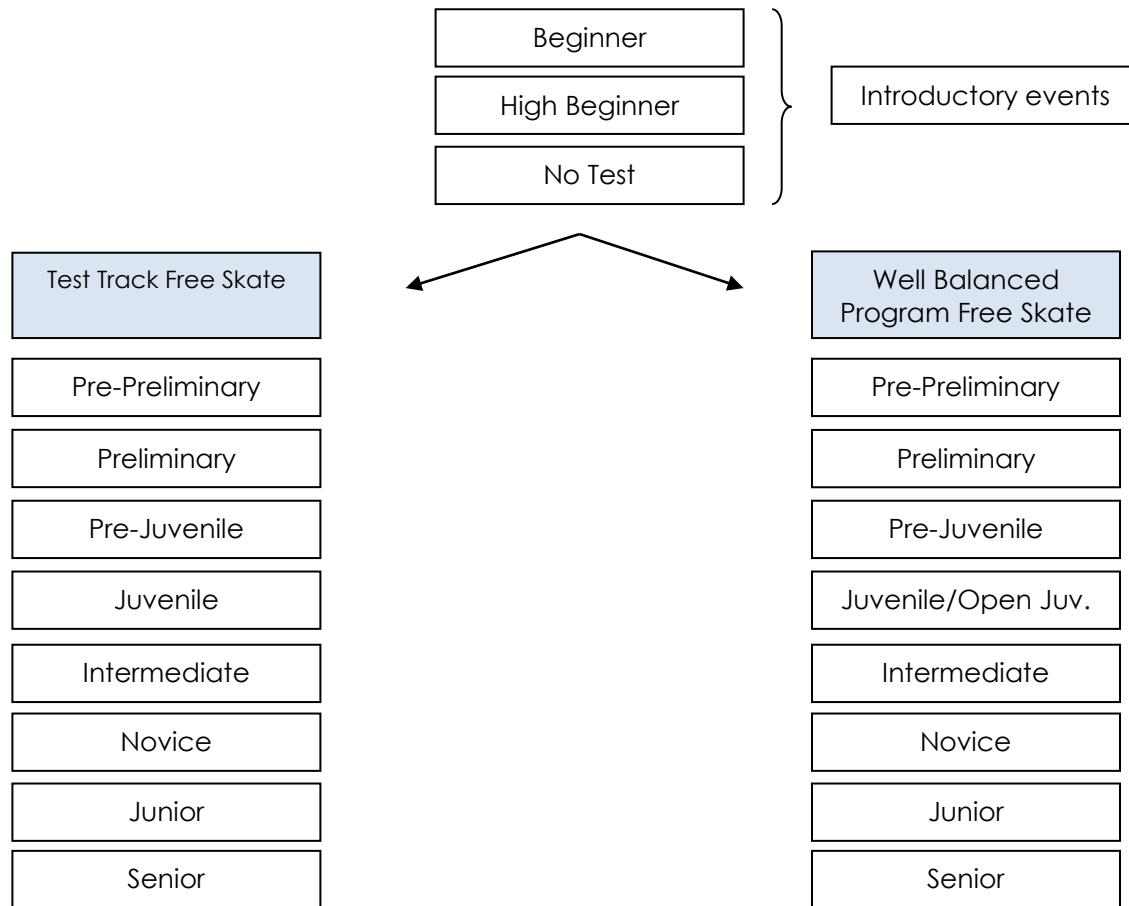 Beginner
High Beginner
No Test
Introductory events
Test Track Free Skate
Pre-Preliminary
Preliminary
Pre-Juvenile
Juvenile
Intermediate
Novice
Junior
Senior
Well Balanced
Program Free Skate
Pre-Preliminary
Preliminary
Pre-Juvenile
Juvenile/Open Juv.
Intermediate
Novice
Junior
Senior